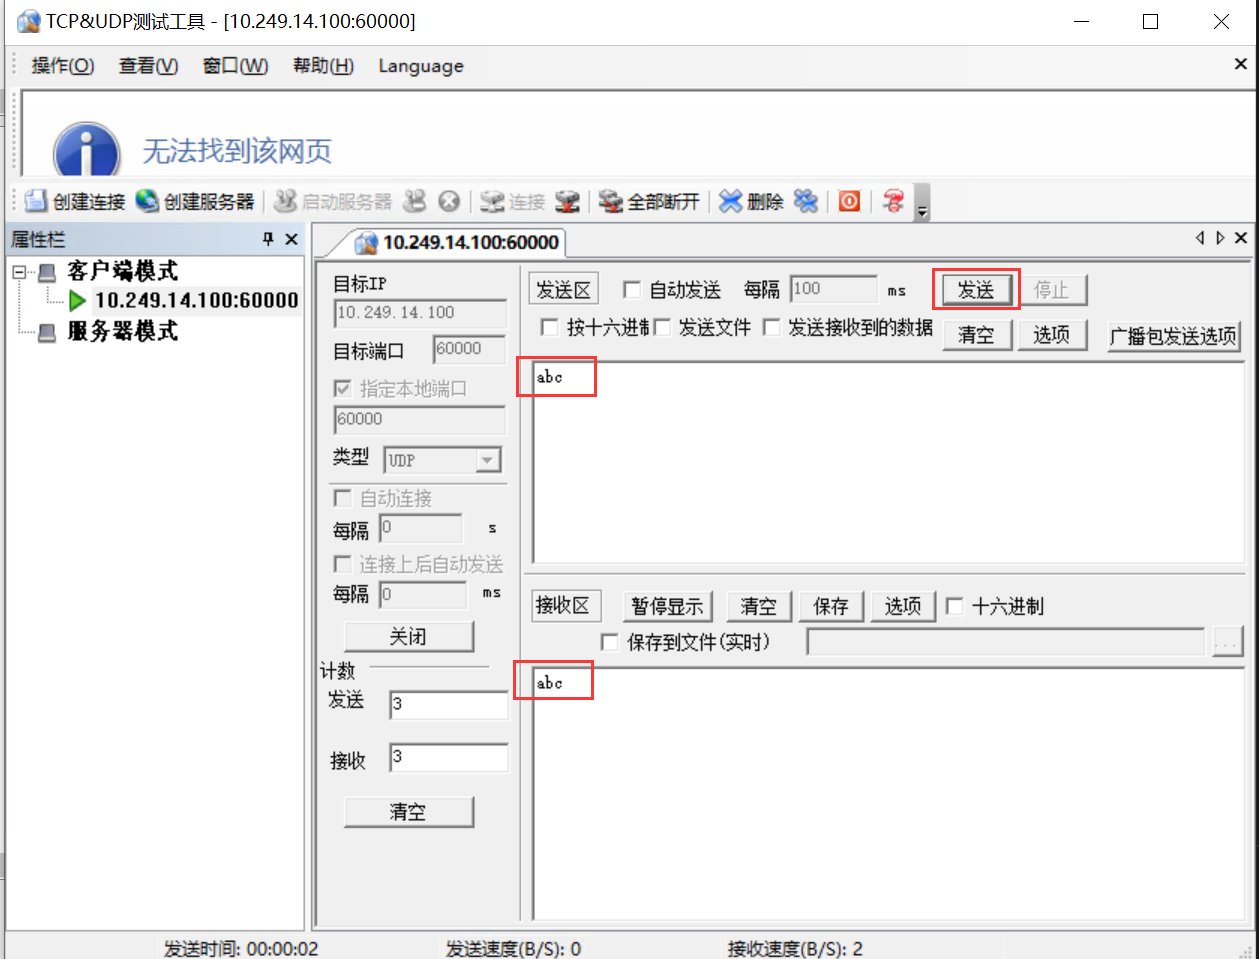 TCP&UDP测试工具 - [10.249.14.100:60000]
操作(O) 查看(V) 窗口(W) 帮助(H) Language
无法找到该网页
创建连接 创建服务器 启动服务器 连接 全部断开 删除
属性栏
客户端模式
10.249.14.100:60000
服务器模式
10.249.14.100:60000
目标IP
10.249.14.100
目标端口 60000
指定本地端口
60000
类型 UDP
自动连接
每隔 0 s
连接上后自动发送
每隔 0 ms
关闭
计数
发送 3
接收 3
清空
发送区 自动发送 每隔 100 ms 发送 停止
按十六进制 发送文件 发送接收到的数据 清空 选项 广播包发送选项
abc
接收区 暂停显示 清空 保存 选项 十六进制
保存到文件(实时) ...
abc
发送时间: 00:00:02 发送速度(B/S): 0 接收速度(B/S): 2